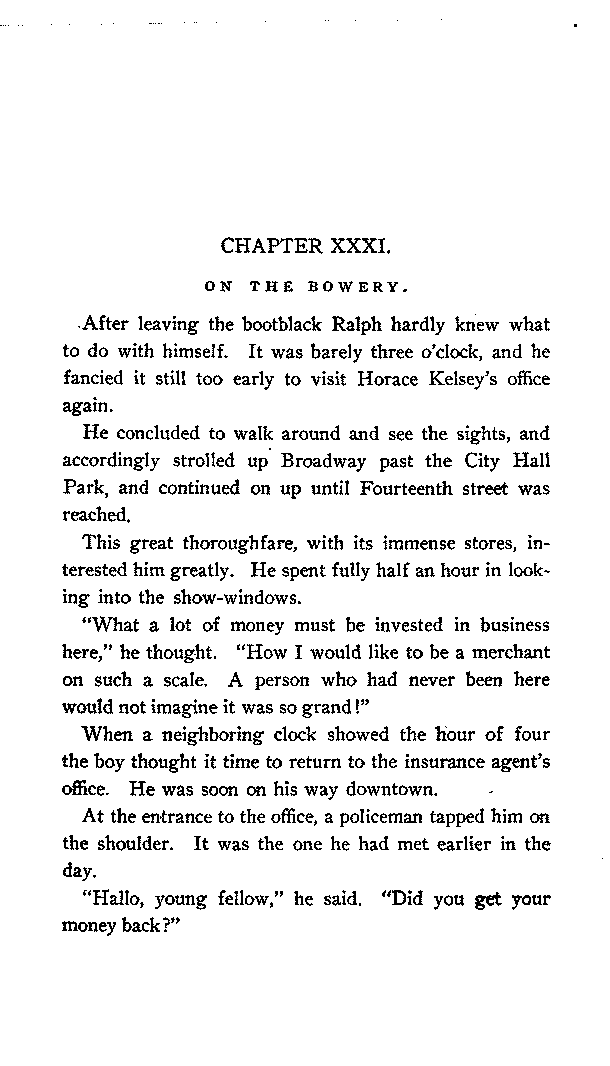 CHAPTER XXXI.
ON THE BOWERY.
After leaving the bootblack Ralph hardly knew what
to do with himself. It was barely three o'clock, and he
fancied it still too early to visit Horace Kelsey's office
again.
He concluded to walk around and see the sights, and
accordingly strolled up Broadway past the City Hall
Park, and continued on up until Fourteenth street was
reached.
This great thoroughfare, with its immense stores, in-
terested him greatly. He spent fully half an hour in look-
ing into the show-windows.
"What a lot of money must be invested in business
here," he thought. "How I would like to be a merchant
on such a scale. A person who had never been here
would not imagine it was so grand!"
When a neighboring clock showed the hour of four
the boy thought it time to return to the insurance agent's
office. He was soon on his way downtown.
At the entrance to the office, a policeman tapped him on
the shoulder. It was the one he had met earlier in the
day.
"Hallo, young fellow," he said. "Did you get your
money back?"